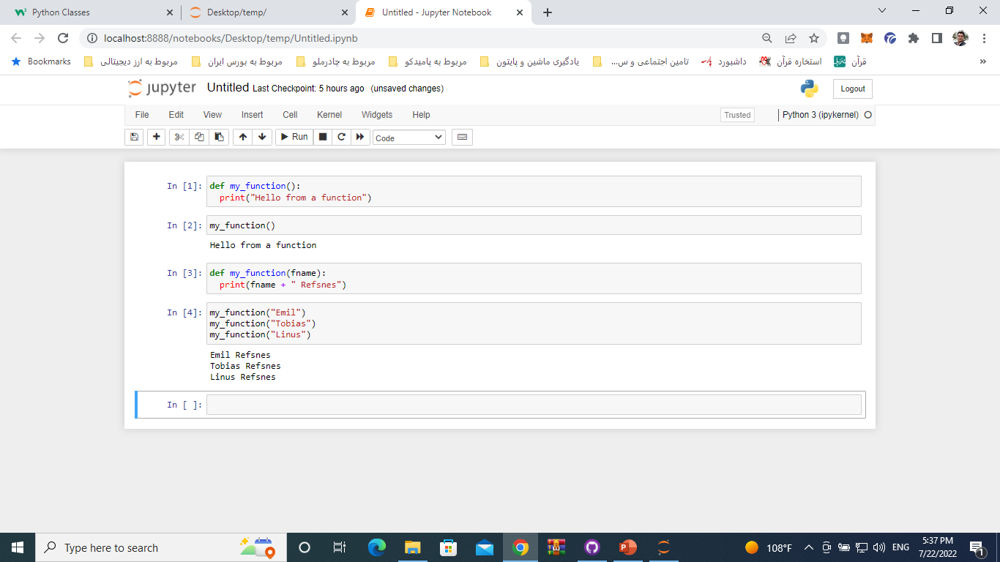 Python Classes
Desktop/temp/
Untitled - Jupyter Notebook
localhost:8888/notebooks/Desktop/temp/Untitled.ipynb
Bookmarks
مربوط به ارز دیجیتالی
مربوط به بورس ایران
مربوط به چادرملو
مربوط به پامیدکو
یادگیری ماشین و پایتون
تامین اجتماعی و س...
داشبورد
استخاره قرآن
قرآن
»
jupyter Untitled Last Checkpoint: 5 hours ago (unsaved changes)
Logout
File Edit View Insert Cell Kernel Widgets Help
Trusted
Python 3 (ipykernel)
Run
Code
In [1]: def my_function():
print("Hello from a function")
In [2]: my_function()
Hello from a function
In [3]: def my_function(fname):
print(fname + " Refsnes")
In [4]: my_function("Emil")
my_function("Tobias")
my_function("Linus")
Emil Refsnes
Tobias Refsnes
Linus Refsnes
In [ ]:
Type here to search
108°F
ENG
5:37 PM
7/22/2022
1